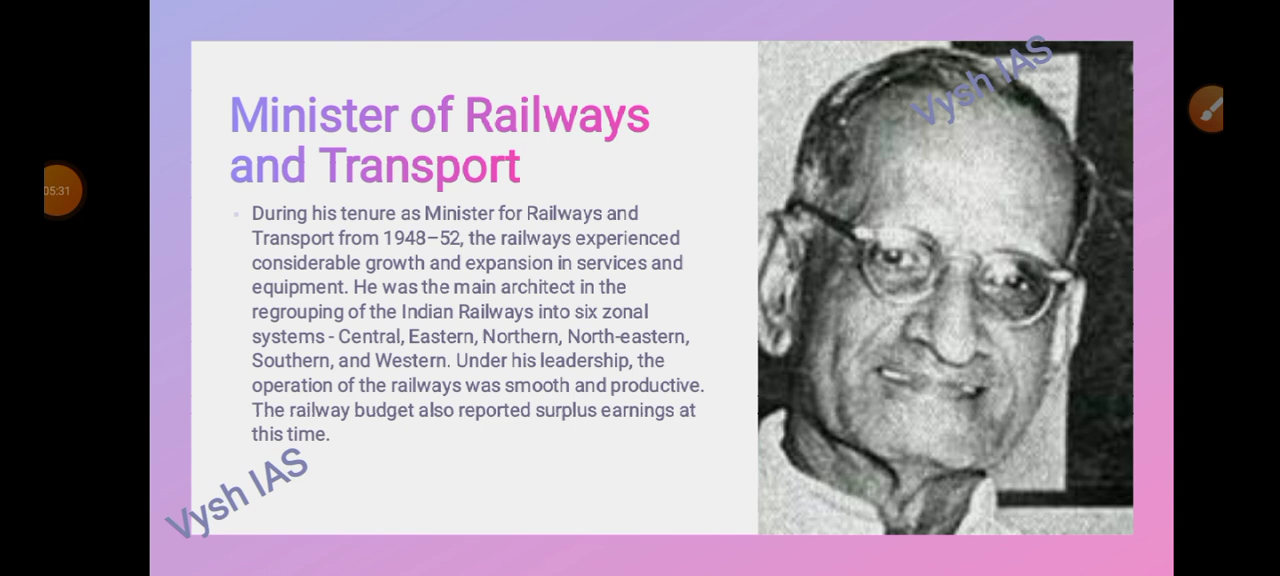 Vysh IAS
Minister of Railways
and Transport
05:31
During his tenure as Minister for Railways and
Transport from 1948–52, the railways experienced
considerable growth and expansion in services and
equipment. He was the main architect in the
regrouping of the Indian Railways into six zonal
systems - Central, Eastern, Northern, North-eastern,
Southern, and Western. Under his leadership, the
operation of the railways was smooth and productive.
The railway budget also reported surplus earnings at
this time.
Vysh IAS